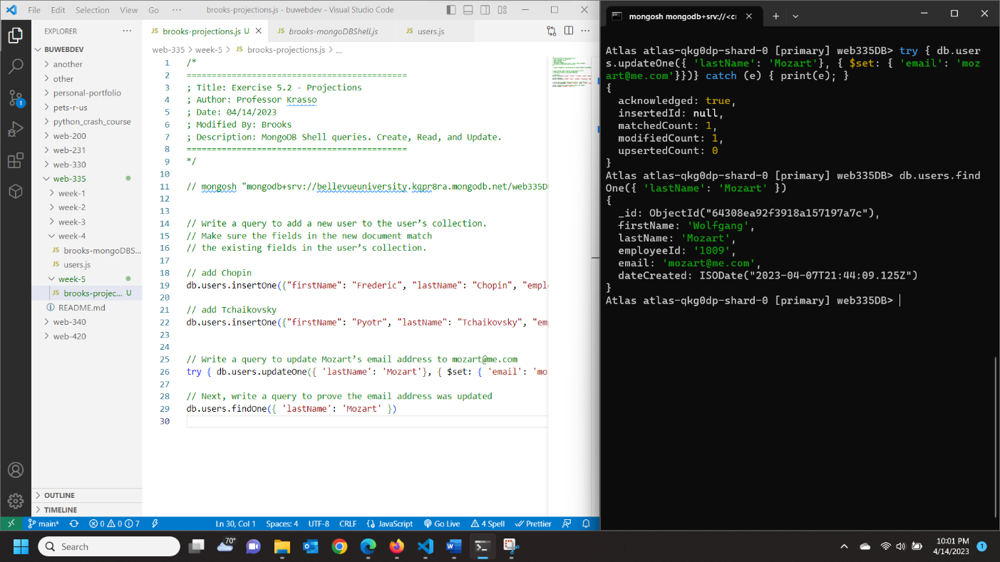 File Edit Selection View Go ··· brooks-projections.js - buwebdev - Visual Studio Code
EXPLORER ···
BUWEBDEV
another
other
personal-portfolio
pets-r-us
python_crash_course
web-200
web-231
web-330
web-335
week-1
week-2
week-3
week-4
JS brooks-mongoDBS...
JS users.js
week-5
JS brooks-projec... U
README.md
web-340
web-420
OUTLINE
TIMELINE
1
JS brooks-projections.js U JS brooks-mongoDBShell.js JS users.js
web-335 > week-5 > JS brooks-projections.js > ...
1 /*
2 ============================================
3 ; Title: Exercise 5.2 - Projections
4 ; Author: Professor Krasso
5 ; Date: 04/14/2023
6 ; Modified By: Brooks
7 ; Description: MongoDB Shell queries. Create, Read, and Update.
8 ============================================
9 */
10
11 // mongosh "mongodb+srv://bellevueuniversity.kqpr8ra.mongodb.net/web335D
12
13
14 // Write a query to add a new user to the user’s collection.
15 // Make sure the fields in the new document match
16 // the existing fields in the user’s collection.
17
18 // add Chopin
19 db.users.insertOne({"firstName": "Frederic", "lastName": "Chopin", "empl
20
21 // add Tchaikovsky
22 db.users.insertOne({"firstName": "Pyotr", "lastName": "Tchaikovsky", "em
23
24
25 // Write a query to update Mozart’s email address to mozart@me.com
26 try { db.users.updateOne({ 'lastName': 'Mozart'}, { $set: { 'email': 'mo
27
28 // Next, write a query to prove the email address was updated
29 db.users.findOne({ 'lastName': 'Mozart' })
30
main* 0 0 7 Ln 30, Col 1 Spaces: 4 UTF-8 CRLF {} JavaScript Go Live 4 Spell Prettier
mongosh mongodb+srv://<c
Atlas atlas-qkg0dp-shard-0 [primary] web335DB> try { db.user
s.updateOne({ 'lastName': 'Mozart'}, { $set: { 'email': 'moz
art@me.com'}})} catch (e) { print(e); }
{
acknowledged: true,
insertedId: null,
matchedCount: 1,
modifiedCount: 1,
upsertedCount: 0
}
Atlas atlas-qkg0dp-shard-0 [primary] web335DB> db.users.find
One({ 'lastName': 'Mozart' })
{
_id: ObjectId("64308ea92f3918a157197a7c"),
firstName: 'Wolfgang',
lastName: 'Mozart',
employeeId: '1009',
email: 'mozart@me.com',
dateCreated: ISODate("2023-04-07T21:44:09.125Z")
}
Atlas atlas-qkg0dp-shard-0 [primary] web335DB>
Search 70° 10:01 PM
4/14/2023 1